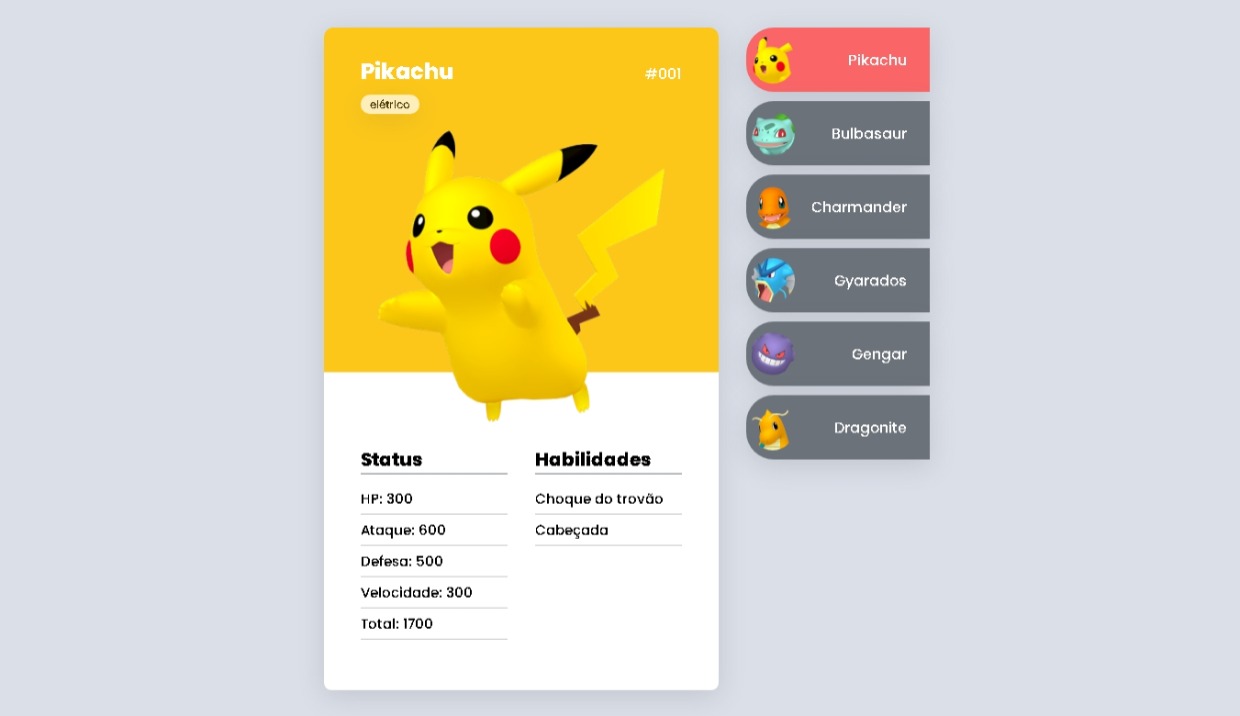 Pikachu
#001
elétrico
Status
HP: 300
Ataque: 600
Defesa: 500
Velocidade: 300
Total: 1700
Habilidades
Choque do trovão
Cabeçada
Pikachu
Bulbasaur
Charmander
Gyarados
Gengar
Dragonite